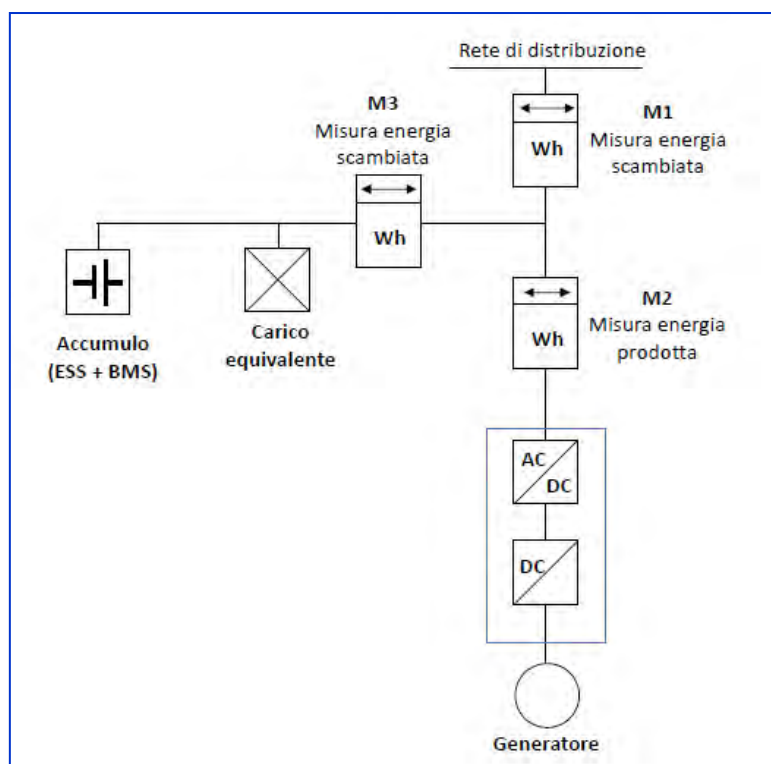 Rete di distribuzione
M3
Misura energia
scambiata
Wh
M1
Misura energia
scambiata
Wh
Accumulo
(ESS + BMS)
Carico
equivalente
Wh
M2
Misura energia
prodotta
AC
DC
DC
Generatore